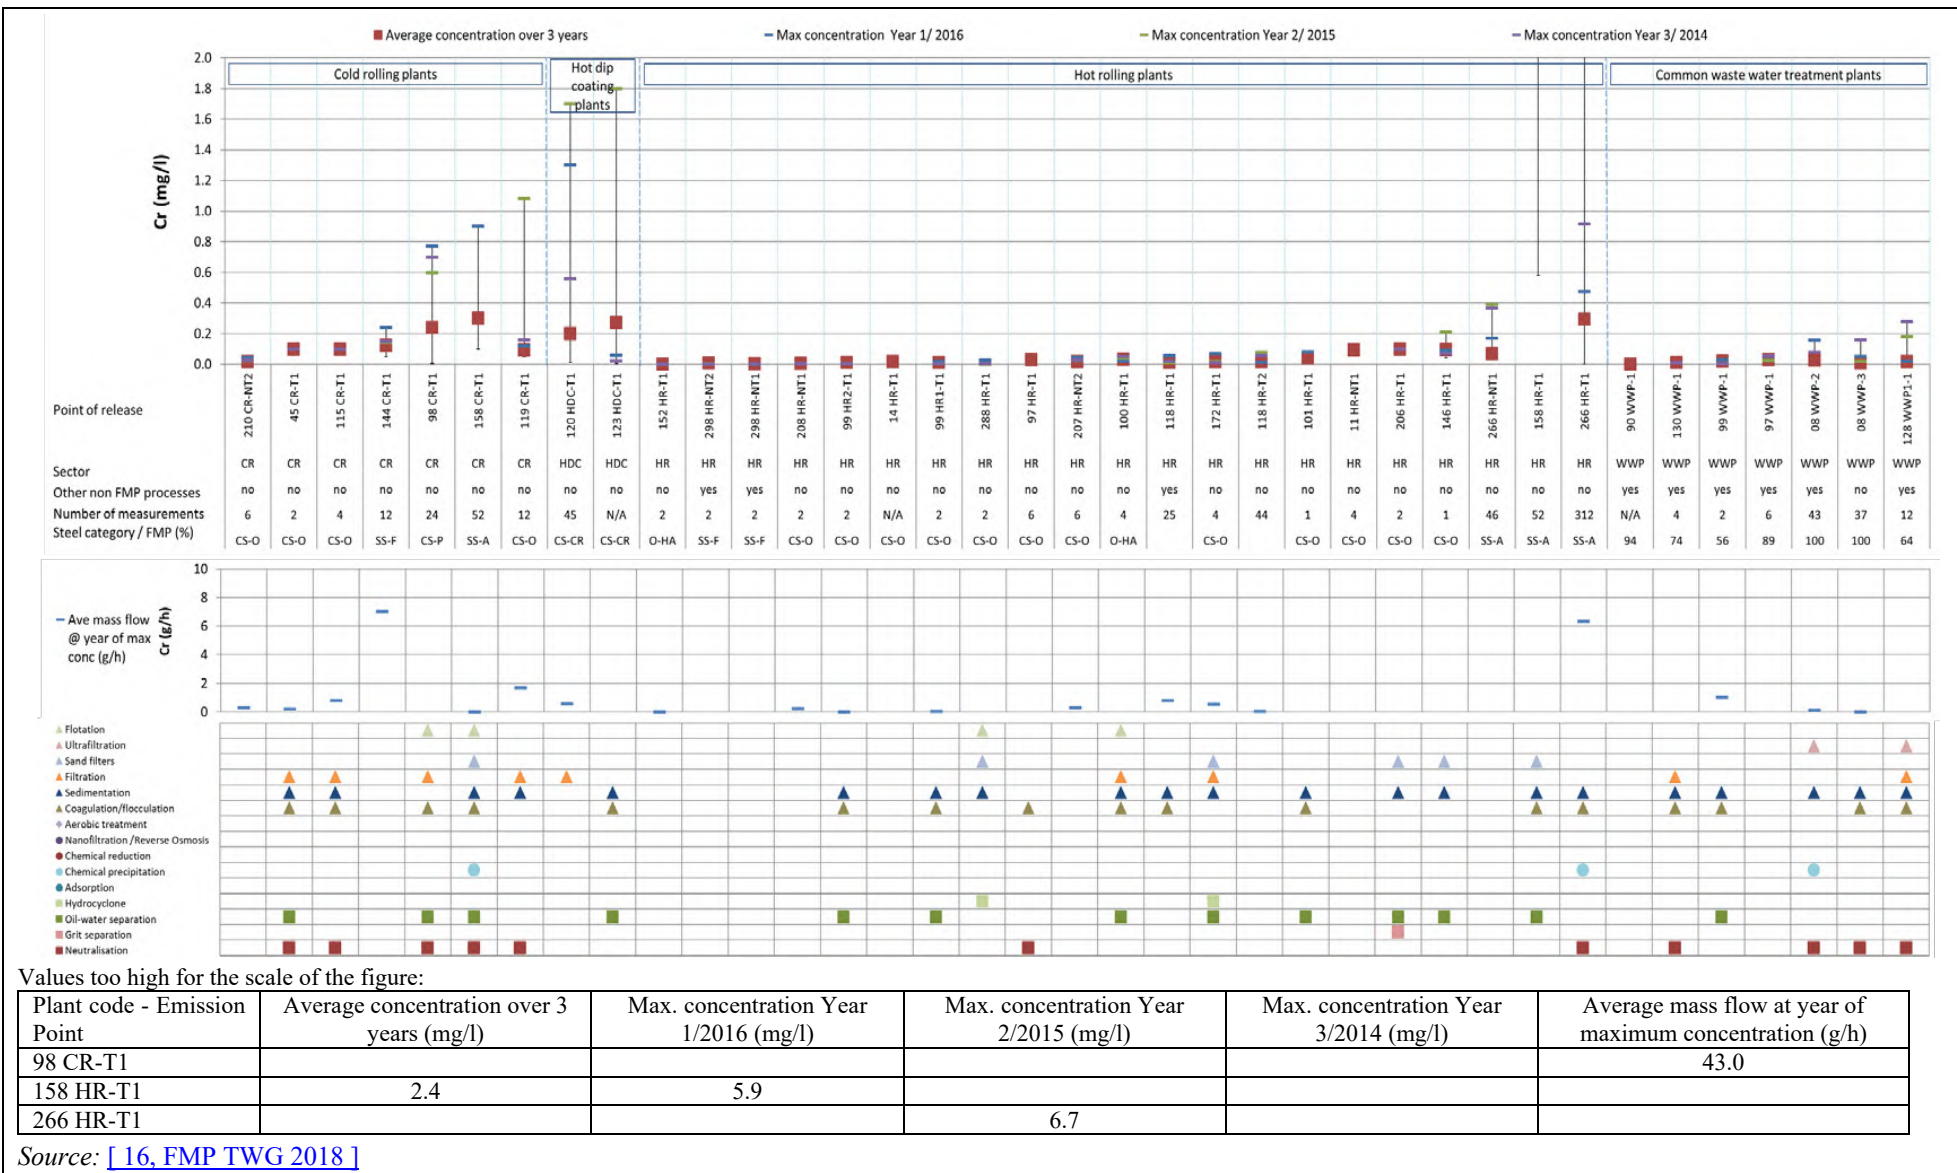 Average concentration over 3 years Max concentration Year 1/ 2016 Max concentration Year 2/ 2015 Max concentration Year 3/ 2014
Cold rolling plants
Hot dip
coating
plants
Hot rolling plants
Common waste water treatment plants
Cr (mg/l)
2.0
1.8
1.6
1.4
1.2
1.0
0.8
0.6
0.4
0.2
0.0
Point of release 210 CR-NT2 45 CR-T1 115 CR-T1 144 CR-T1 98 CR-T1 158 CR-T1 119 CR-T1 120 HDC-T1 123 HDC-T1 152 HR-T1 298 HR-NT2 298 HR-NT1 208 HR-NT1 99 HR2-T1 14 HR-T1 99 HR1-T1 288 HR-T1 97 HR-T1 207 HR-NT2 100 HR-T1 118 HR-T1 172 HR-T1 118 HR-T2 101 HR-T1 11 HR-NT1 206 HR-T1 146 HR-T1 266 HR-NT1 158 HR-T1 266 HR-T1 90 WWP-1 130 WWP-1 99 WWP-1 97 WWP-1 08 WWP-2 08 WWP-3 128 WWP1-1
Sector CR CR CR CR CR CR CR HDC HDC HR HR HR HR HR HR HR HR HR HR HR HR HR HR HR HR HR HR HR HR HR WWP WWP WWP WWP WWP WWP WWP
Other non FMP processes no no no no no no no no no no yes yes no no no no no no no no yes no no no no no no no no no yes yes yes yes yes no yes
Number of measurements 6 2 4 12 24 52 12 45 N/A 2 2 2 2 2 N/A 2 2 6 6 4 25 4 44 1 4 2 1 46 52 312 N/A 4 2 6 43 37 12
Steel category / FMP (%) CS-O CS-O CS-O SS-F CS-P SS-A CS-O CS-CR CS-CR O-HA SS-F SS-F CS-O CS-O CS-O CS-O CS-O CS-O CS-O O-HA CS-O CS-O CS-O CS-O CS-O SS-A SS-A SS-A 94 74 56 89 100 100 64
Ave mass flow
@ year of max
conc (g/h)
Cr (g/h)
10
8
6
4
2
0
Flotation
Ultrafiltration
Sand filters
Filtration
Sedimentation
Coagulation/flocculation
Aerobic treatment
Nanofiltration /Reverse Osmosis
Chemical reduction
Chemical precipitation
Adsorption
Hydrocyclone
Oil-water separation
Grit separation
Neutralisation
Values too high for the scale of the figure:
Plant code - Emission Average concentration over 3 Max. concentration Year Max. concentration Year Max. concentration Year Average mass flow at year of
Point years (mg/l) 1/2016 (mg/l) 2/2015 (mg/l) 3/2014 (mg/l) maximum concentration (g/h)
98 CR-T1 43.0
158 HR-T1 2.4 5.9
266 HR-T1 6.7
Source: [ 16, FMP TWG 2018 ]